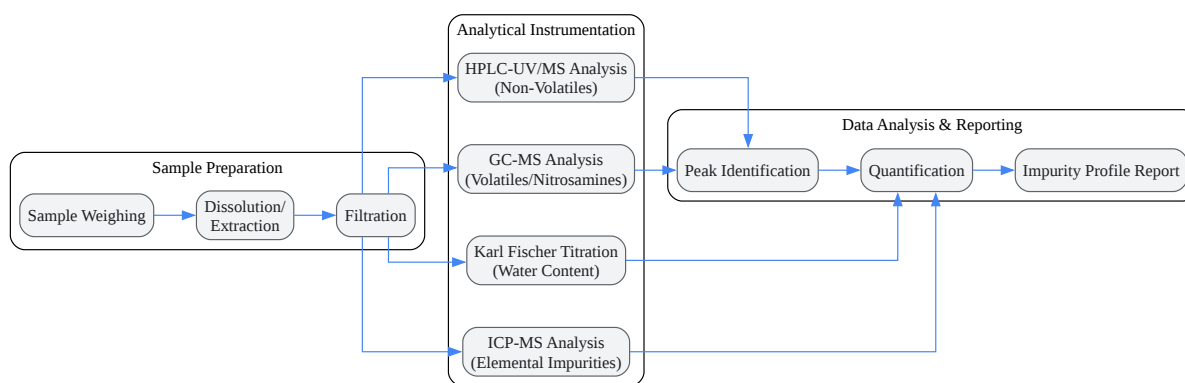 Sample Preparation
Sample Weighing
Dissolution/
Extraction
Filtration
Analytical Instrumentation
HPLC-UV/MS Analysis
(Non-Volatiles)
GC-MS Analysis
(Volatiles/Nitrosamines)
Karl Fischer Titration
(Water Content)
ICP-MS Analysis
(Elemental Impurities)
Data Analysis & Reporting
Peak Identification
Quantification
Impurity Profile Report